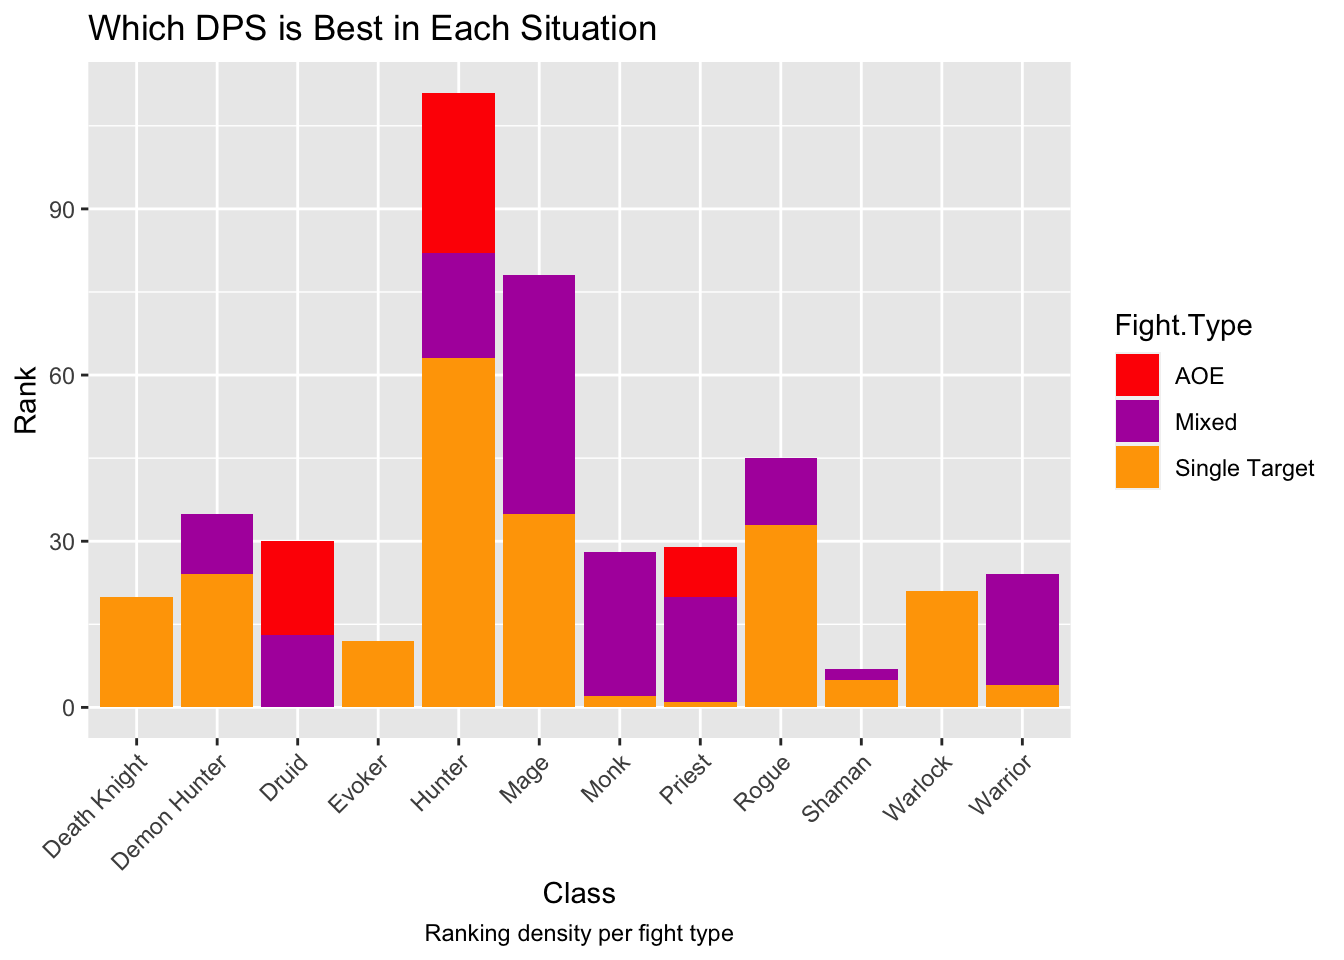 Which DPS is Best in Each Situation
Rank
90
60
30
0
Death Knight
Demon Hunter
Druid
Evoker
Hunter
Mage
Monk
Priest
Rogue
Shaman
Warlock
Warrior
Class
Ranking density per fight type
Fight.Type
AOE
Mixed
Single Target